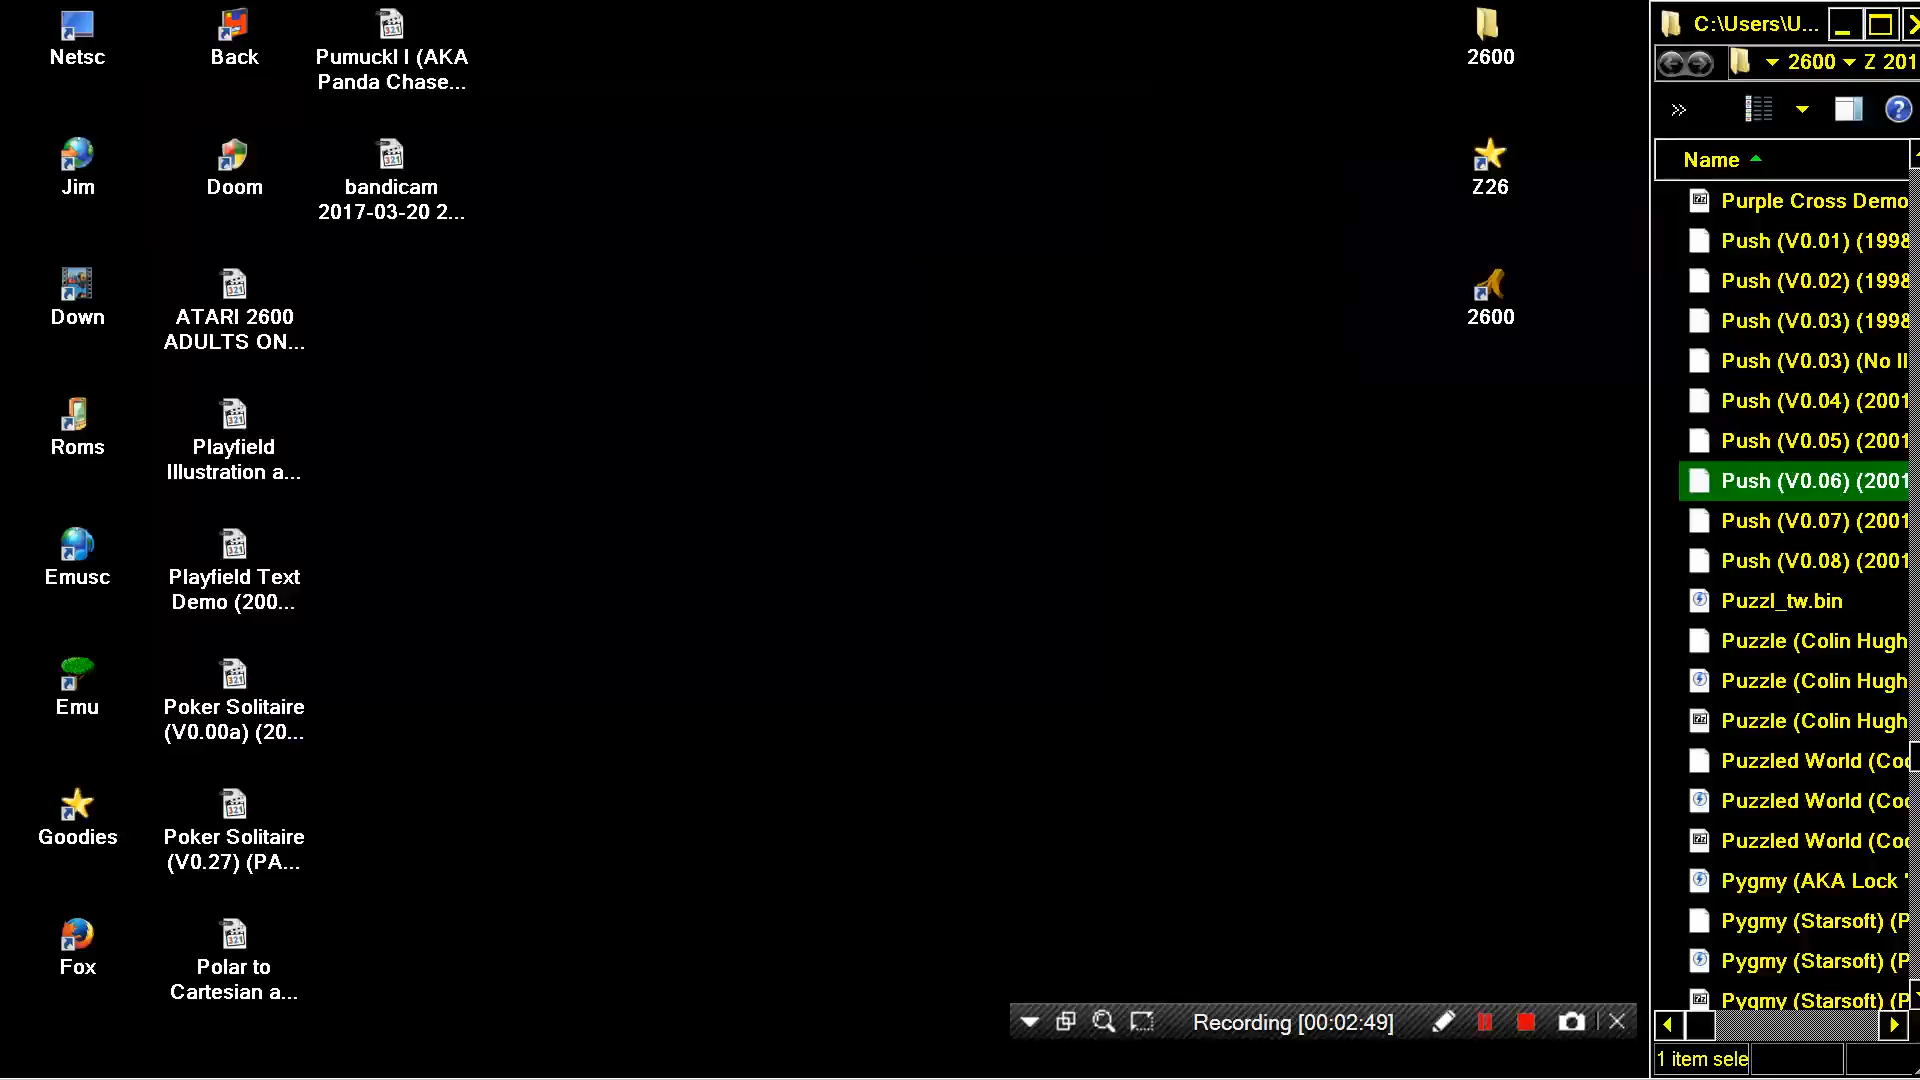 Netsc
Back
Pumuckl I (AKA
Panda Chase...
Jim
Doom
bandicam
2017-03-20 2...
Down
ATARI 2600
ADULTS ON...
Roms
Playfield
Illustration a...
Emusc
Playfield Text
Demo (200...
Emu
Poker Solitaire
(V0.00a) (20...
Goodies
Poker Solitaire
(V0.27) (PA...
Fox
Polar to
Cartesian a...
2600
Z26
2600
Recording [00:02:49]
C:\Users\U...
2600 Z 201
»
Name
Purple Cross Demo
Push (V0.01) (1998
Push (V0.02) (1998
Push (V0.03) (1998
Push (V0.03) (No Il
Push (V0.04) (2001
Push (V0.05) (2001
Push (V0.06) (2001
Push (V0.07) (2001
Push (V0.08) (2001
Puzzl_tw.bin
Puzzle (Colin Hugh
Puzzle (Colin Hugh
Puzzle (Colin Hugh
Puzzled World (Coo
Puzzled World (Coo
Puzzled World (Coo
Pygmy (AKA Lock '
Pygmy (Starsoft) (P
Pygmy (Starsoft) (P
Pygmy (Starsoft) (P
1 item sele